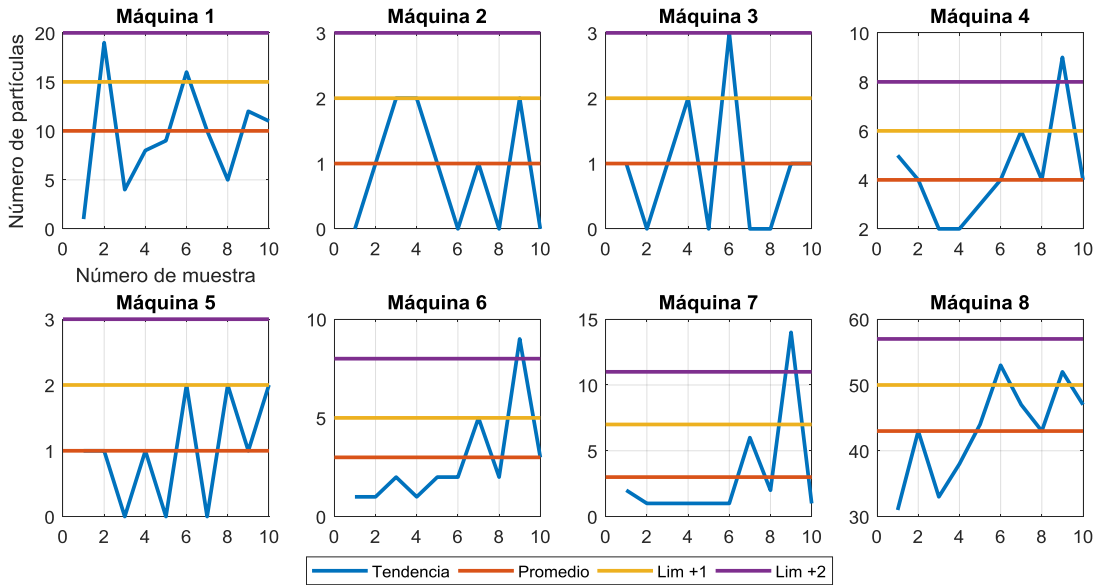 Máquina 1
Máquina 2
Máquina 3
Máquina 4
Número de partículas
20
15
10
5
0
0 2 4 6 8 10
Número de muestra
3
2
1
0
0 2 4 6 8 10
3
2
1
0
0 2 4 6 8 10
10
8
6
4
2
0 2 4 6 8 10
Máquina 5
Máquina 6
Máquina 7
Máquina 8
3
2
1
0
0 2 4 6 8 10
10
5
0
0 2 4 6 8 10
15
10
5
0
0 2 4 6 8 10
60
50
40
30
0 2 4 6 8 10
Tendencia Promedio Lim +1 Lim +2